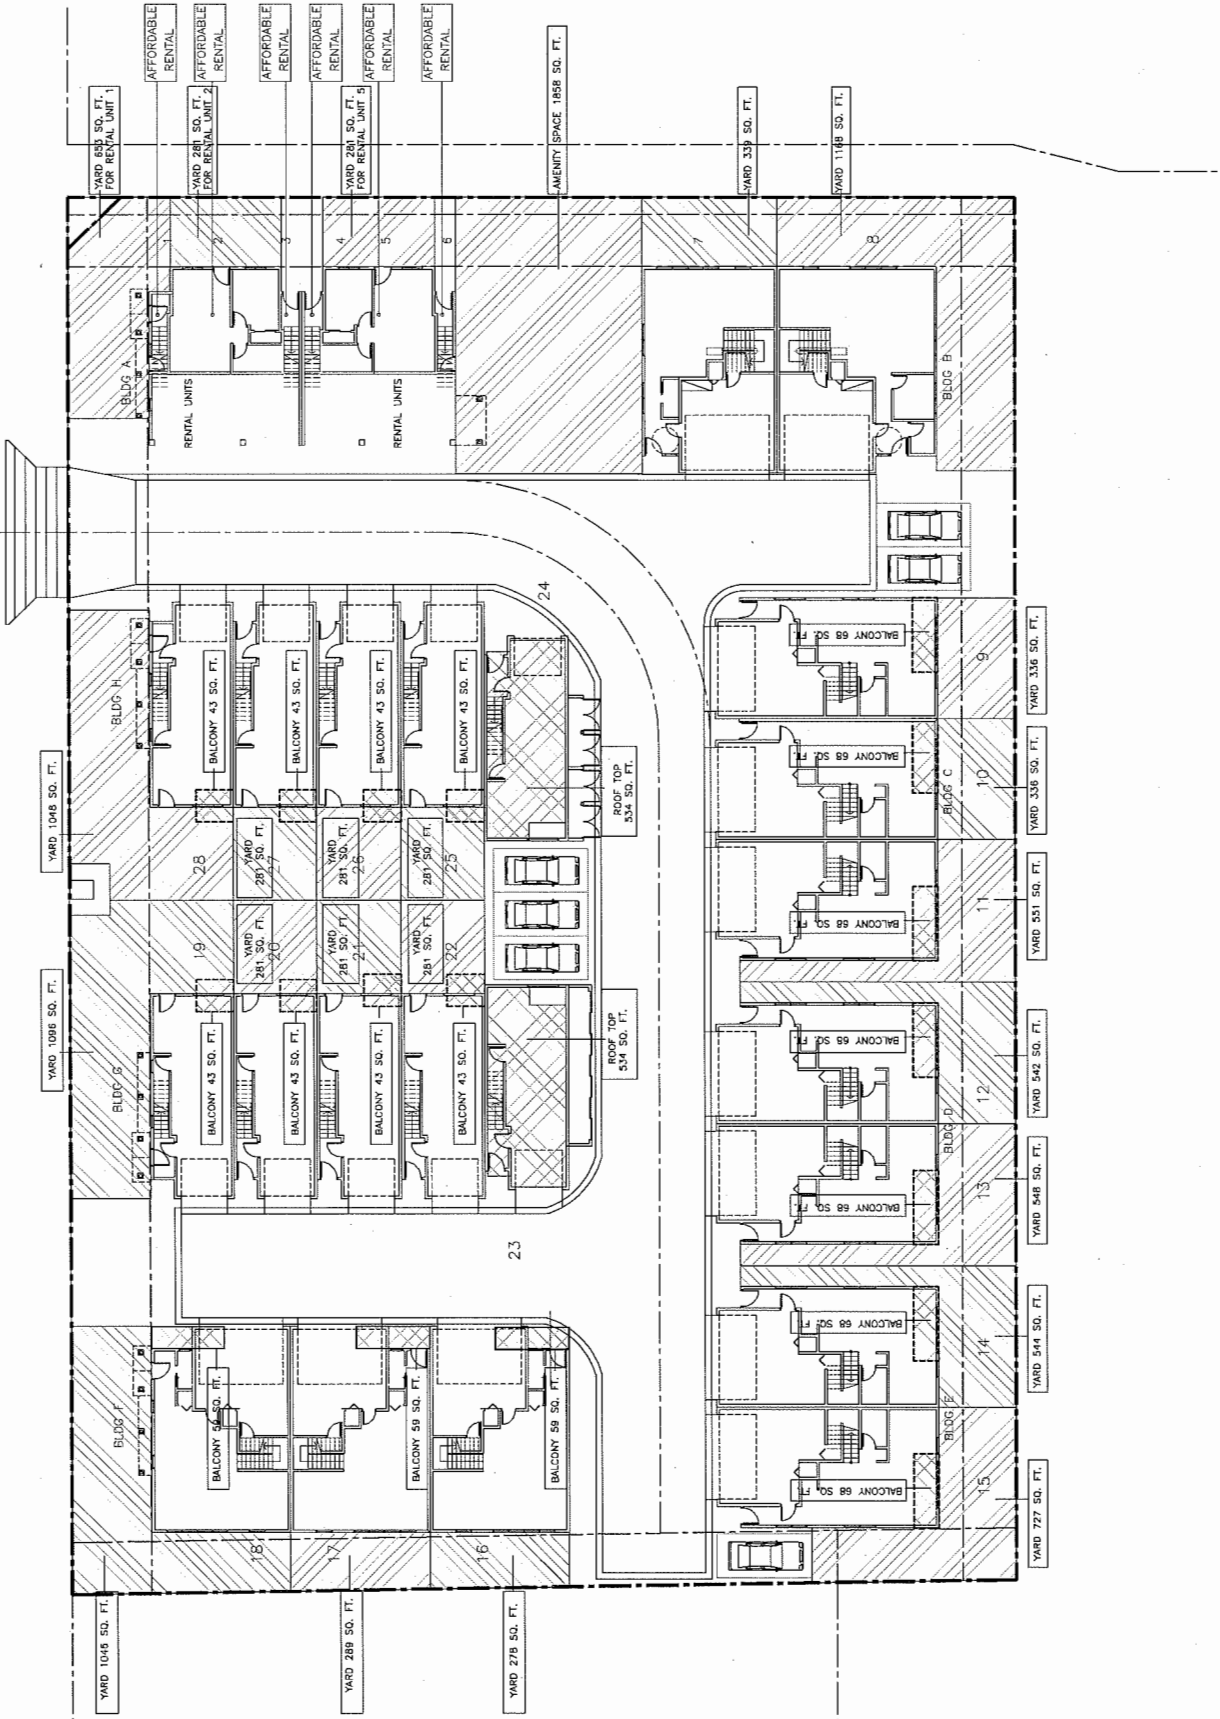 AFFORDABLE
RENTAL
AFFORDABLE
RENTAL
AFFORDABLE
RENTAL
AFFORDABLE
RENTAL
AFFORDABLE
RENTAL
AFFORDABLE
RENTAL
YARD 653 SQ. FT.
FOR RENTAL UNIT 1
YARD 281 SQ. FT.
FOR RENTAL UNIT 2
YARD 281 SQ. FT.
FOR RENTAL UNIT 5
AMENITY SPACE 1858 SQ. FT.
YARD 339 SQ. FT.
YARD 1168 SQ. FT.
1
2
3
4
5
6
7
8
BLDG A
RENTAL UNITS
RENTAL UNITS
BLDG B
24
BLDG H
BALCONY 43 SQ. FT.
BALCONY 43 SQ. FT.
BALCONY 43 SQ. FT.
BALCONY 43 SQ. FT.
ROOF TOP
534 SQ. FT.
YARD 1048 SQ. FT.
28
YARD
281 SQ. FT.
27
YARD
281 SQ. FT.
26
YARD
281 SQ. FT.
25
19
YARD
281 SQ. FT.
20
YARD
281 SQ. FT.
21
YARD
281 SQ. FT.
22
YARD 1096 SQ. FT.
BLDG G
BALCONY 43 SQ. FT.
BALCONY 43 SQ. FT.
BALCONY 43 SQ. FT.
BALCONY 43 SQ. FT.
ROOF TOP
534 SQ. FT.
23
BALCONY 68 SQ.
FT.
9
YARD 336 SQ. FT.
BALCONY 68 SQ.
FT.
BLDG C
10
YARD 336 SQ. FT.
BALCONY 68 SQ.
FT.
11
YARD 551 SQ. FT.
BALCONY 68 SQ.
FT.
12
YARD 542 SQ. FT.
BLDG D
BALCONY 68 SQ.
FT.
13
YARD 548 SQ. FT.
BALCONY 68 SQ.
FT.
14
YARD 544 SQ. FT.
BLDG E
BALCONY 68 SQ.
FT.
15
YARD 727 SQ. FT.
BLDG F
BALCONY 59 SQ. FT.
BALCONY 59 SQ. FT.
BALCONY 59 SQ. FT.
18
17
16
YARD 1045 SQ. FT.
YARD 289 SQ. FT.
YARD 278 SQ. FT.